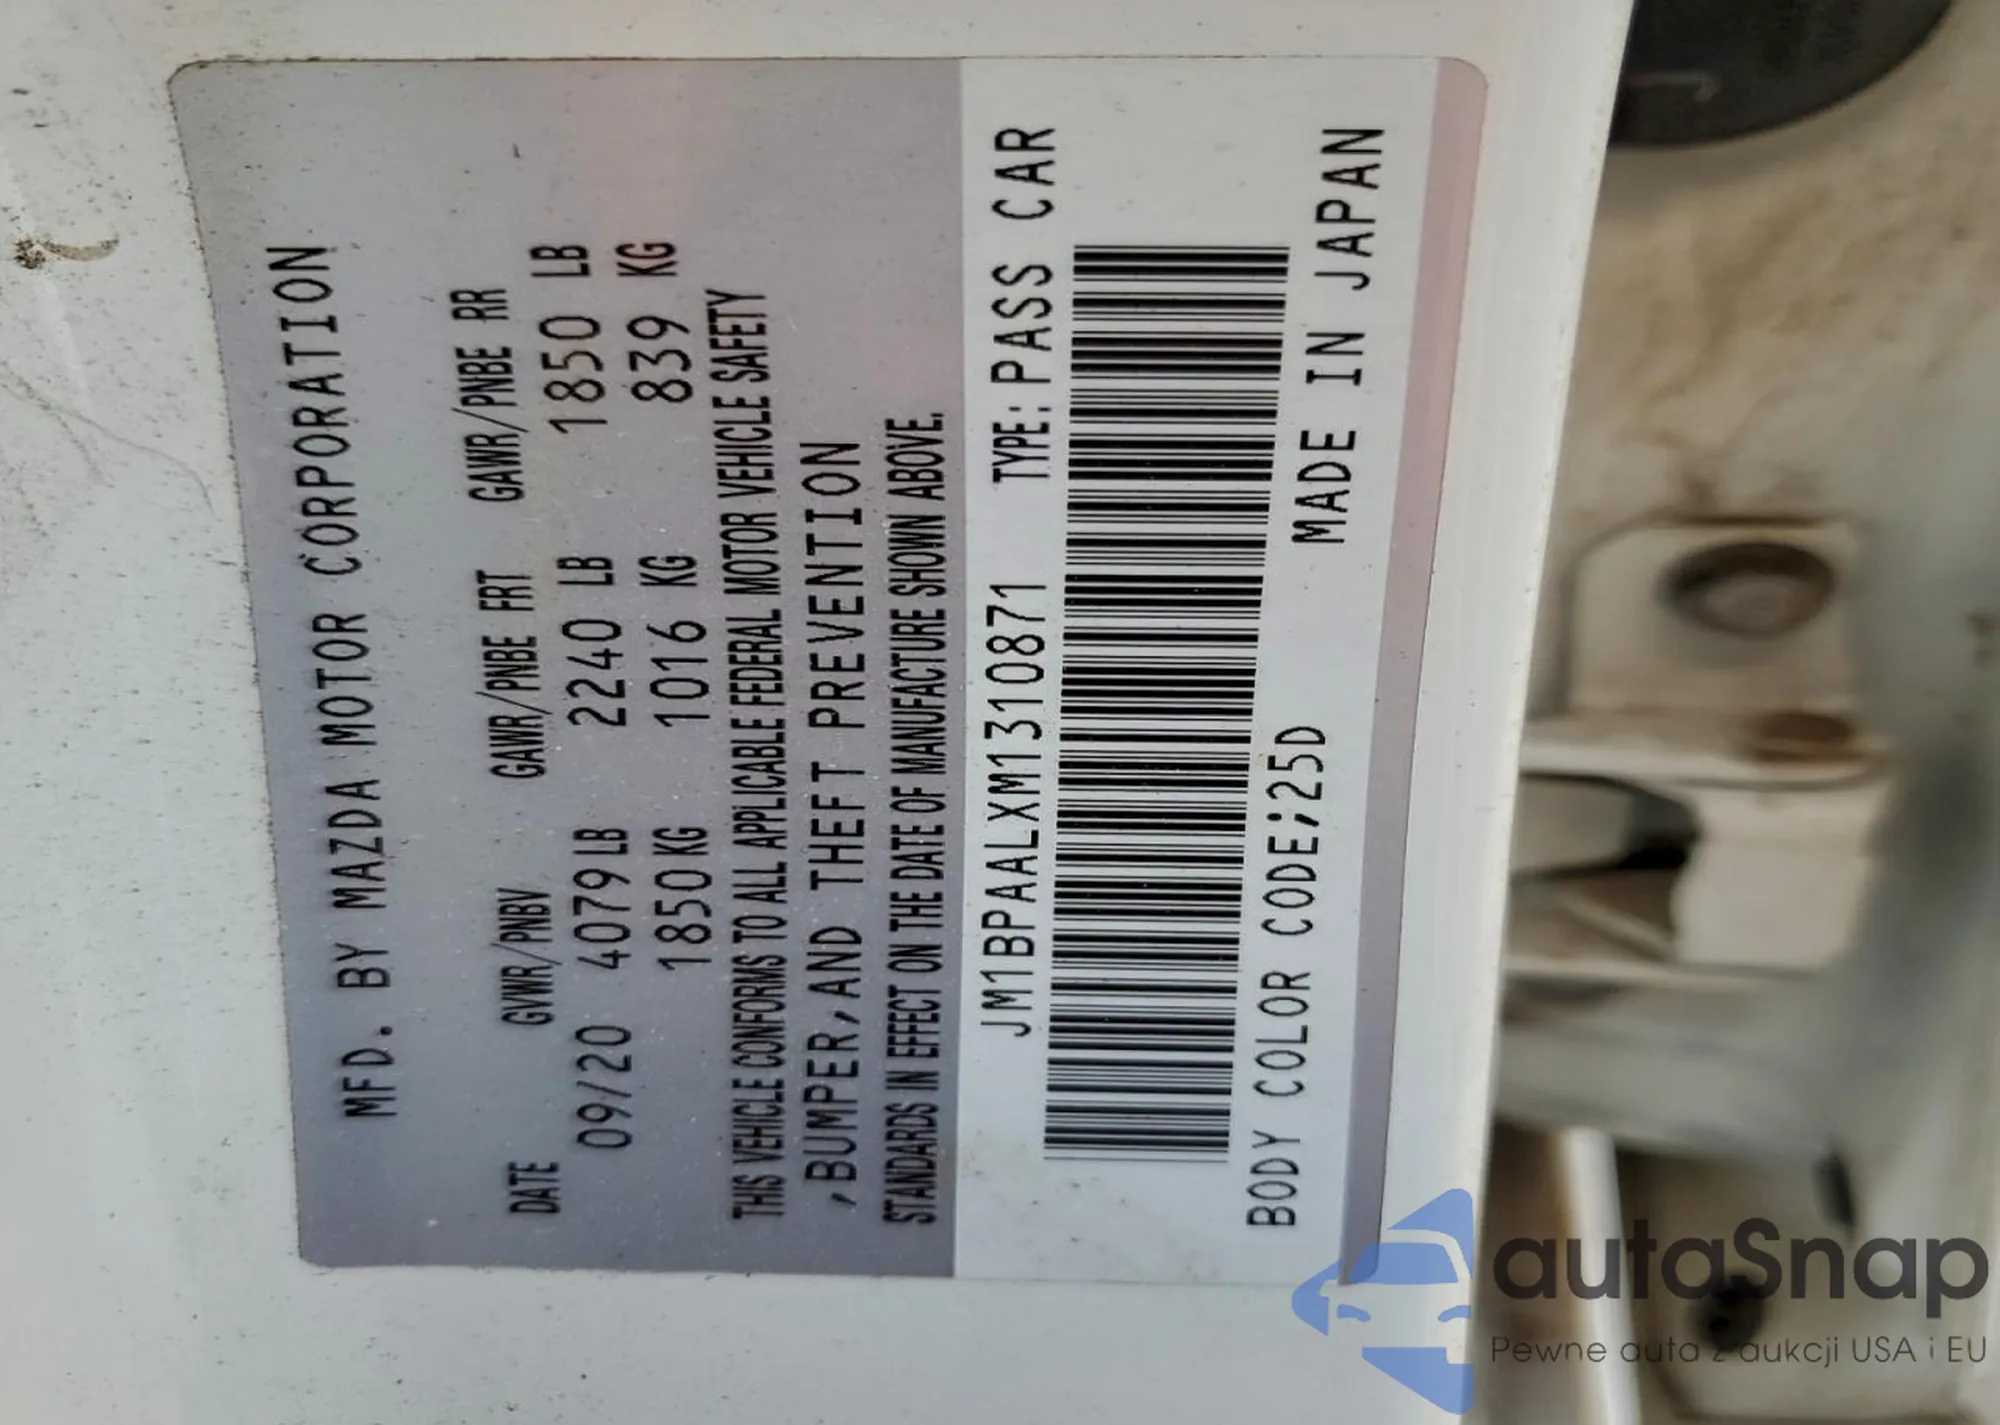 MFD. BY MAZDA MOTOR CORPORATION
DATE GVWR/PNBV GAWR/PNBE FRT GAWR/PNBE RR
09/20 4079 LB 2240 LB 1850 LB
1850 KG 1016 KG 839 KG
THIS VEHICLE CONFORMS TO ALL APPLICABLE FEDERAL MOTOR VEHICLE SAFETY
,BUMPER,AND THEFT PREVENTION
STANDARDS IN EFFECT ON THE DATE OF MANUFACTURE SHOWN ABOVE.
JM1BPAALXM1310871 TYPE:PASS CAR
BODY COLOR CODE;25D MADE IN JAPAN
autoSnap
Pewne auta z aukcji USA i EU